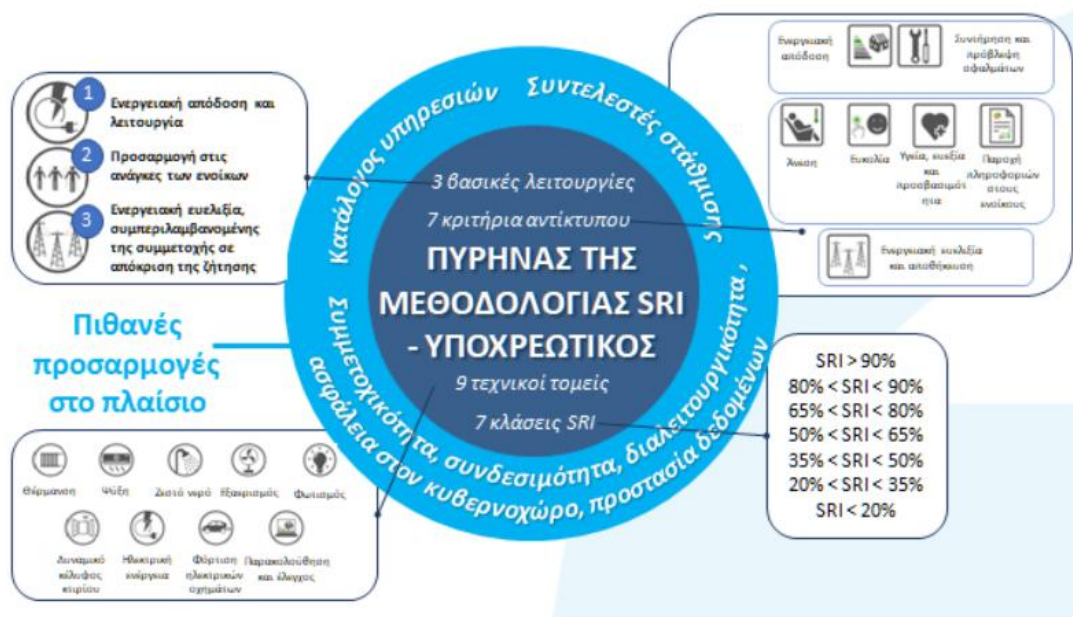 1
Ενεργειακή απόδοση και
λειτουργία
2
Προσαρμογή στις
ανάγκες των ενοίκων
3
Ενεργειακή ευελιξία,
συμπεριλαμβανομένης
της συμμετοχής σε
απόκριση της ζήτησης
Πιθανές
προσαρμογές
στο πλαίσιο
Θέρμανση
Ψύξη
Ζεστό νερό
Εξαερισμός
Φωτισμός
Δυναμικό
κέλυφος
κτιρίου
Ηλεκτρική
ενέργεια
Φόρτιση
ηλεκτρικών
οχημάτων
Παρακολούθηση
και έλεγχος
Κατάλογος υπηρεσιών
Συντελεστές στάθμισης
3 βασικές λειτουργίες
7 κριτήρια αντίκτυπου
ΠΥΡΗΝΑΣ ΤΗΣ
ΜΕΘΟΔΟΛΟΓΙΑΣ SRI
- ΥΠΟΧΡΕΩΤΙΚΟΣ
9 τεχνικοί τομείς
7 κλάσεις SRI
Συμμετοχικότητα, συνδεσιμότητα, διαλειτουργικότητα,
ασφάλεια στον κυβερνοχώρο, προστασία δεδομένων
Ενεργειακή
απόδοση
Συντήρηση και
πρόβλεψη
σφαλμάτων
Άνεση
Ευκολία
Υγεία, ευεξία
και
προσβασιμότ
ητα
Παροχή
πληροφοριών
στους
ενοίκους
Ενεργειακή ευελιξία
και αποθήκευση
SRI > 90%
80% < SRI < 90%
65% < SRI < 80%
50% < SRI < 65%
35% < SRI < 50%
20% < SRI < 35%
SRI < 20%